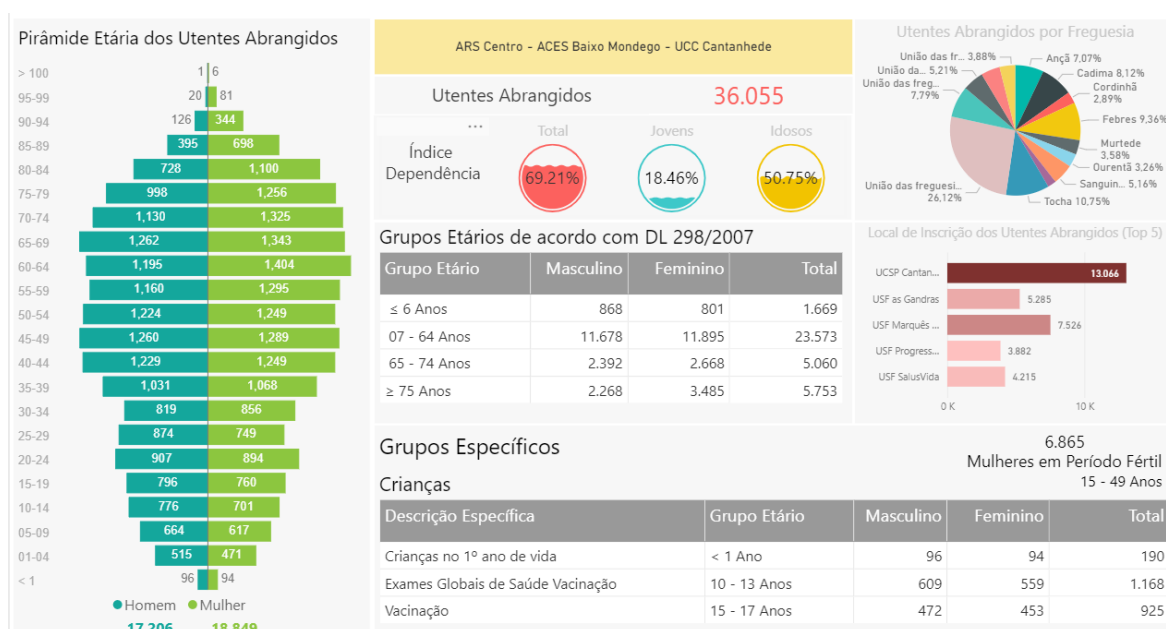 Pirâmide Etária dos Utentes Abrangidos
> 100 1 6
95-99 20 81
90-94 126 344
85-89 395 698
80-84 728 1,100
75-79 998 1,256
70-74 1,130 1,325
65-69 1,262 1,343
60-64 1,195 1,404
55-59 1,160 1,295
50-54 1,224 1,249
45-49 1,260 1,289
40-44 1,229 1,249
35-39 1,031 1,068
30-34 819 856
25-29 874 749
20-24 907 894
15-19 796 760
10-14 776 701
05-09 664 617
01-04 515 471
< 1 96 94
Homem Mulher
17,206 18,849
ARS Centro - ACES Baixo Mondego - UCC Cantanhede
Utentes Abrangidos 36.055
...
Total Jovens Idosos
Índice
Dependência
69.21% 18.46% 50.75%
Grupos Etários de acordo com DL 298/2007
Grupo Etário Masculino Feminino Total
≤ 6 Anos 868 801 1.669
07 - 64 Anos 11.678 11.895 23.573
65 - 74 Anos 2.392 2.668 5.060
≥ 75 Anos 2.268 3.485 5.753
Utentes Abrangidos por Freguesia
União das fr... 3,88%
União da... 5,21%
União das freg...
7,79%
União das freguesi...
26,12%
Ançã 7,07%
Cadima 8,12%
Cordinhã
2,89%
Febres 9,36%
Murtede
3,58%
Ourentã 3,26%
Sanguin... 5,16%
Tocha 10,75%
Local de Inscrição dos Utentes Abrangidos (Top 5)
UCSP Cantan... 13.066
USF as Gandras 5.285
USF Marquês ... 7.526
USF Progress... 3.882
USF SalusVida 4.215
0 K 10 K
Grupos Específicos
6.865
Mulheres em Período Fértil
15 - 49 Anos
Crianças
Descrição Específica Grupo Etário Masculino Feminino Total
Crianças no 1º ano de vida < 1 Ano 96 94 190
Exames Globais de Saúde Vacinação 10 - 13 Anos 609 559 1.168
Vacinação 15 - 17 Anos 472 453 925